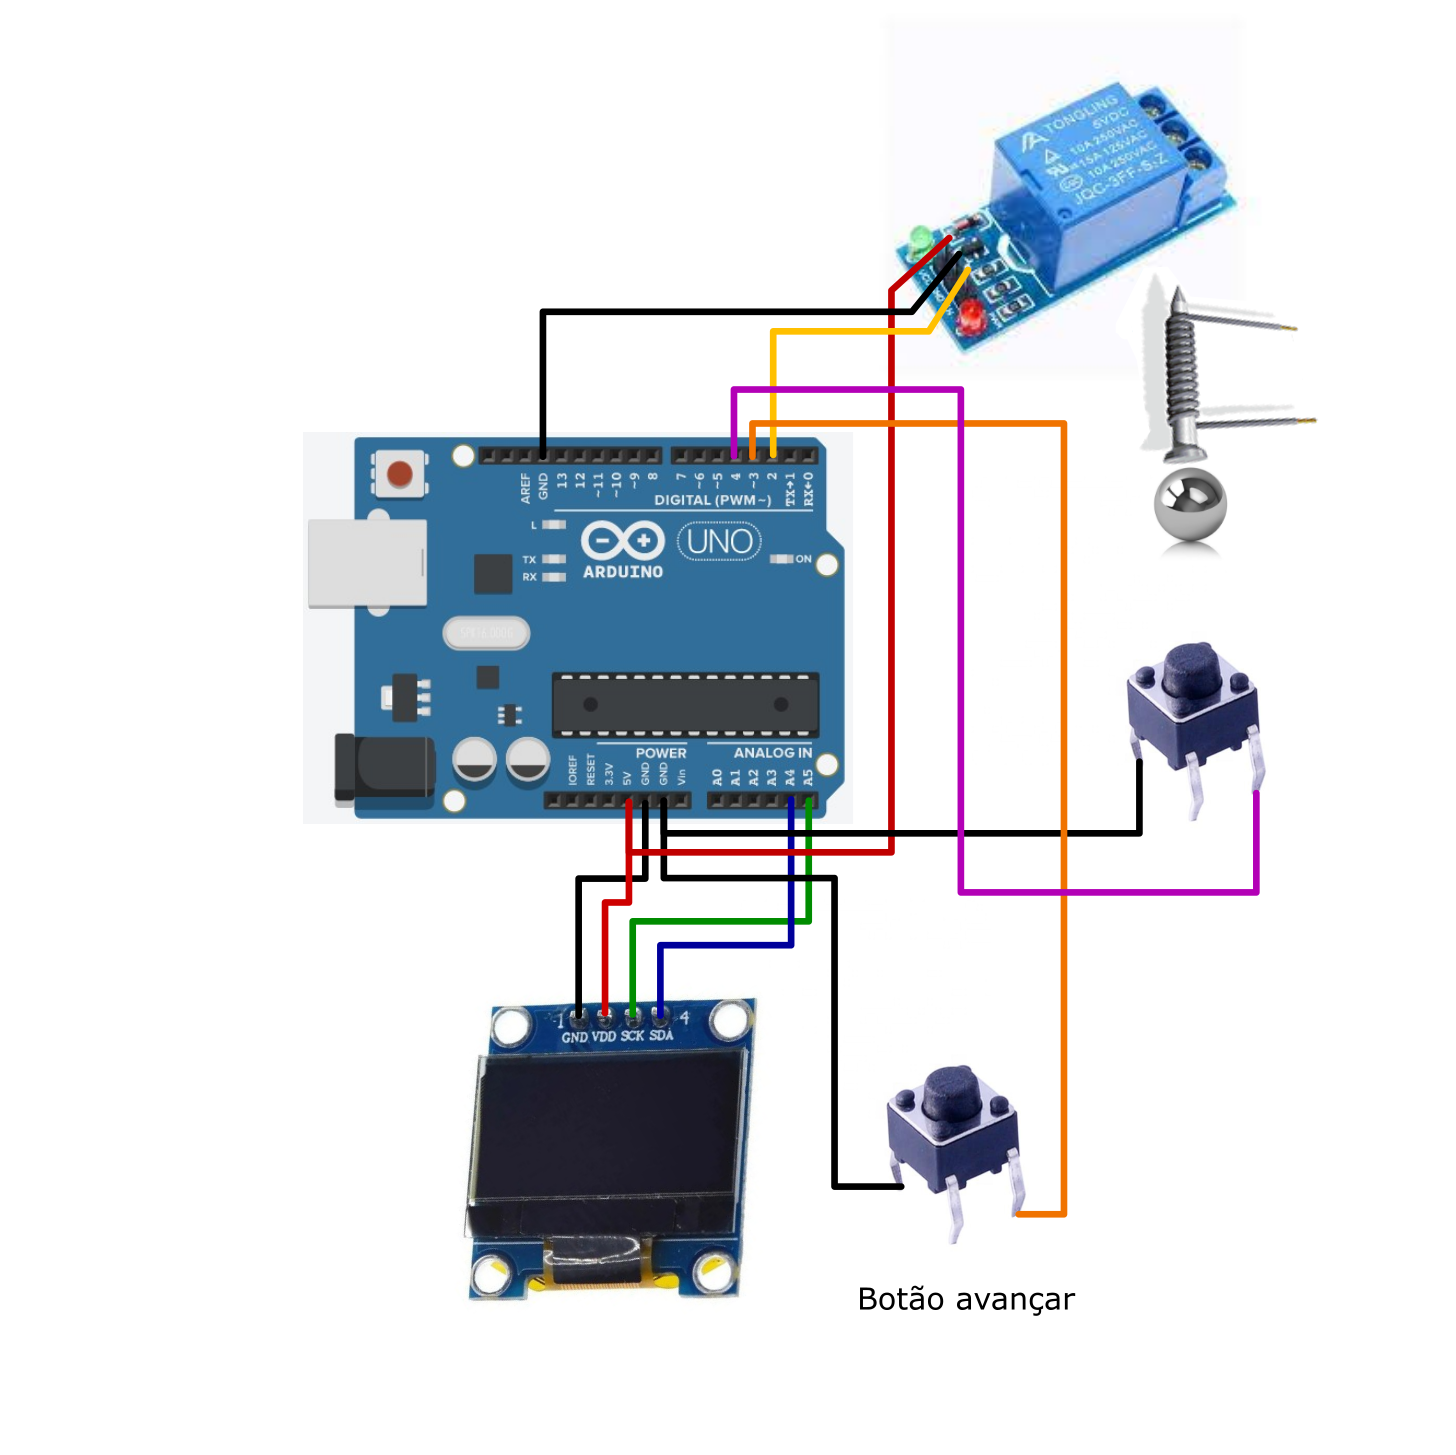 TONGLING
5VDC
10A 250VAC
15A 125VAC
10A 250VAC
JQC-3FF-S-Z
AREF
GND
13
12
~11
~10
~9
8
7
~6
~5
4
~3
2
TX→1
RX←0
DIGITAL (PWM~)
L
TX
RX
ARDUINO
UNO
ON
POWER
ANALOG IN
IOREF
RESET
3.3V
5V
GND
GND
Vin
A0
A1
A2
A3
A4
A5
1
4
GND VDD SCK SDA
Botão avançar